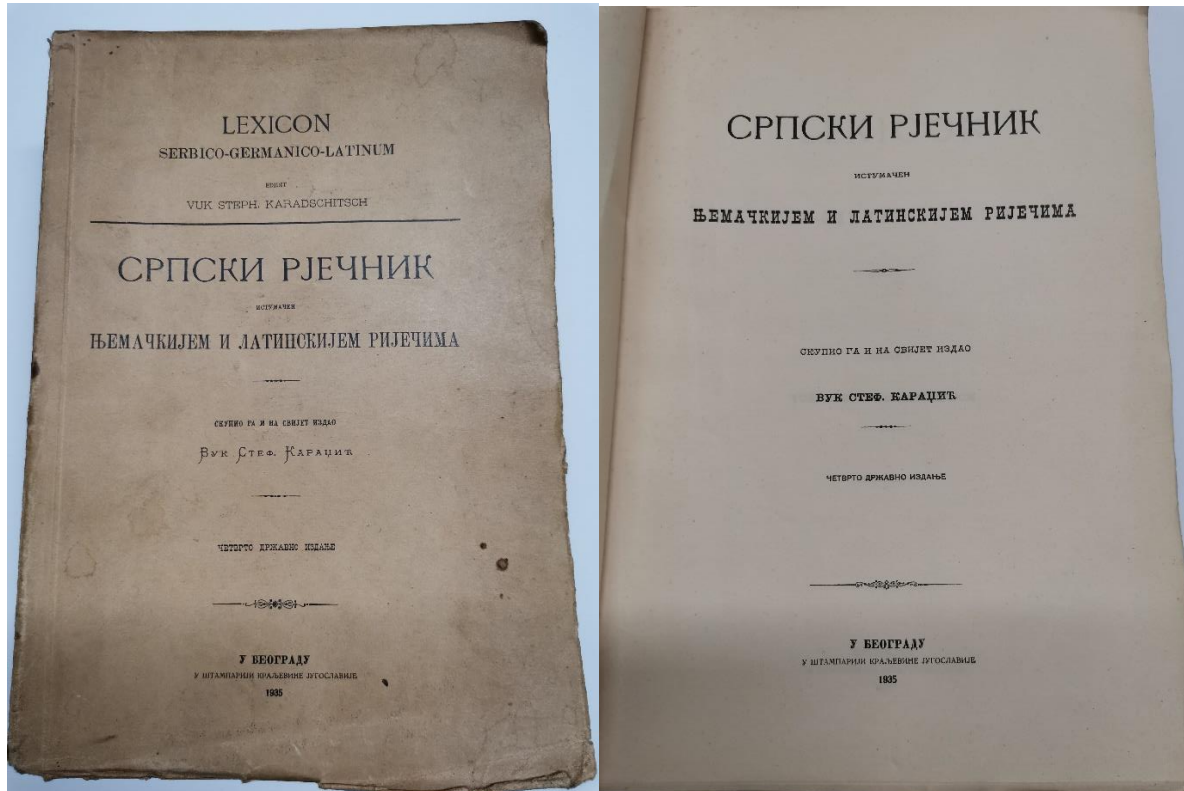 LEXICON
SERBICO-GERMANICO-LATINUM
EDIDIT
VUK STEPH. KARADSCHITSCH
СРПСКИ РЈЕЧНИК
ИСТУМАЧЕН
ЊЕМАЧКИЈЕМ И ЛАТИНСКИЈЕМ РИЈЕЧИМА
СКУПИО ГА И НА СВИЈЕТ ИЗДАО
ВУК СТЕФ. КАРАЏИЋ
ЧЕТВРТО ДРЖАВНО ИЗДАЊЕ
У БЕОГРАДУ
У ШТАМПАРИЈИ КРАЉЕВИНЕ ЈУГОСЛАВИЈЕ
1935
СРПСКИ РЈЕЧНИК
ИСТУМАЧЕН
ЊЕМАЧКИЈЕМ И ЛАТИНСКИЈЕМ РИЈЕЧИМА
СКУПИО ГА И НА СВИЈЕТ ИЗДАО
ВУК СТЕФ. КАРАЏИЋ
ЧЕТВРТО ДРЖАВНО ИЗДАЊЕ
У БЕОГРАДУ
У ШТАМПАРИЈИ КРАЉЕВИНЕ ЈУГОСЛАВИЈЕ
1935